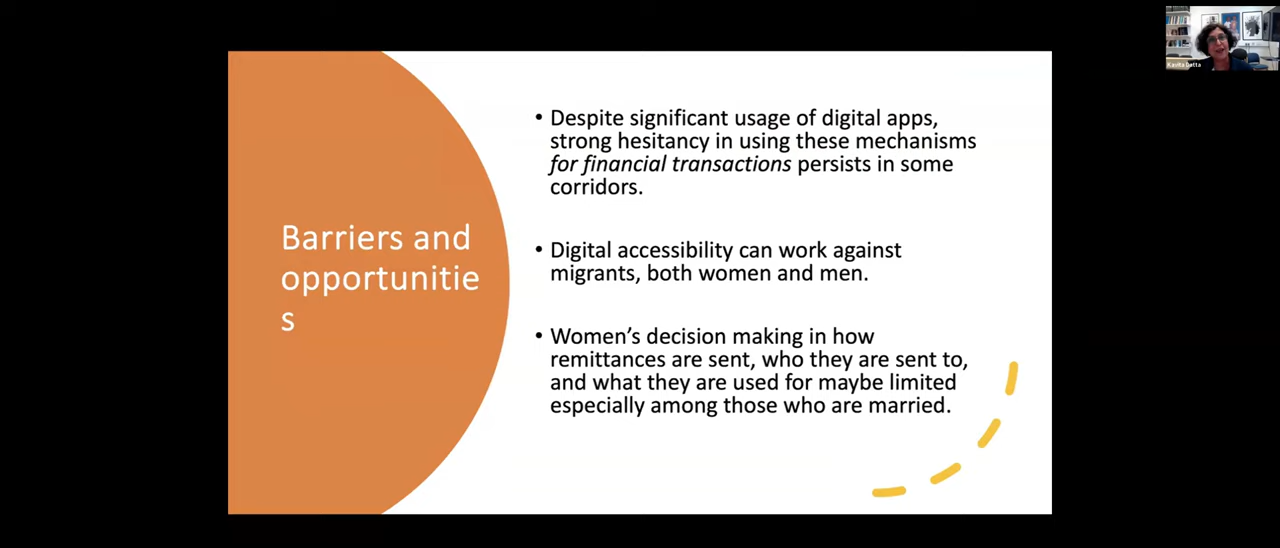 Barriers and
opportunitie
s
• Despite significant usage of digital apps,
strong hesitancy in using these mechanisms
for financial transactions persists in some
corridors.
• Digital accessibility can work against
migrants, both women and men.
• Women's decision making in how
remittances are sent, who they are sent to,
and what they are used for maybe limited
especially among those who are married.
Kavita Datta